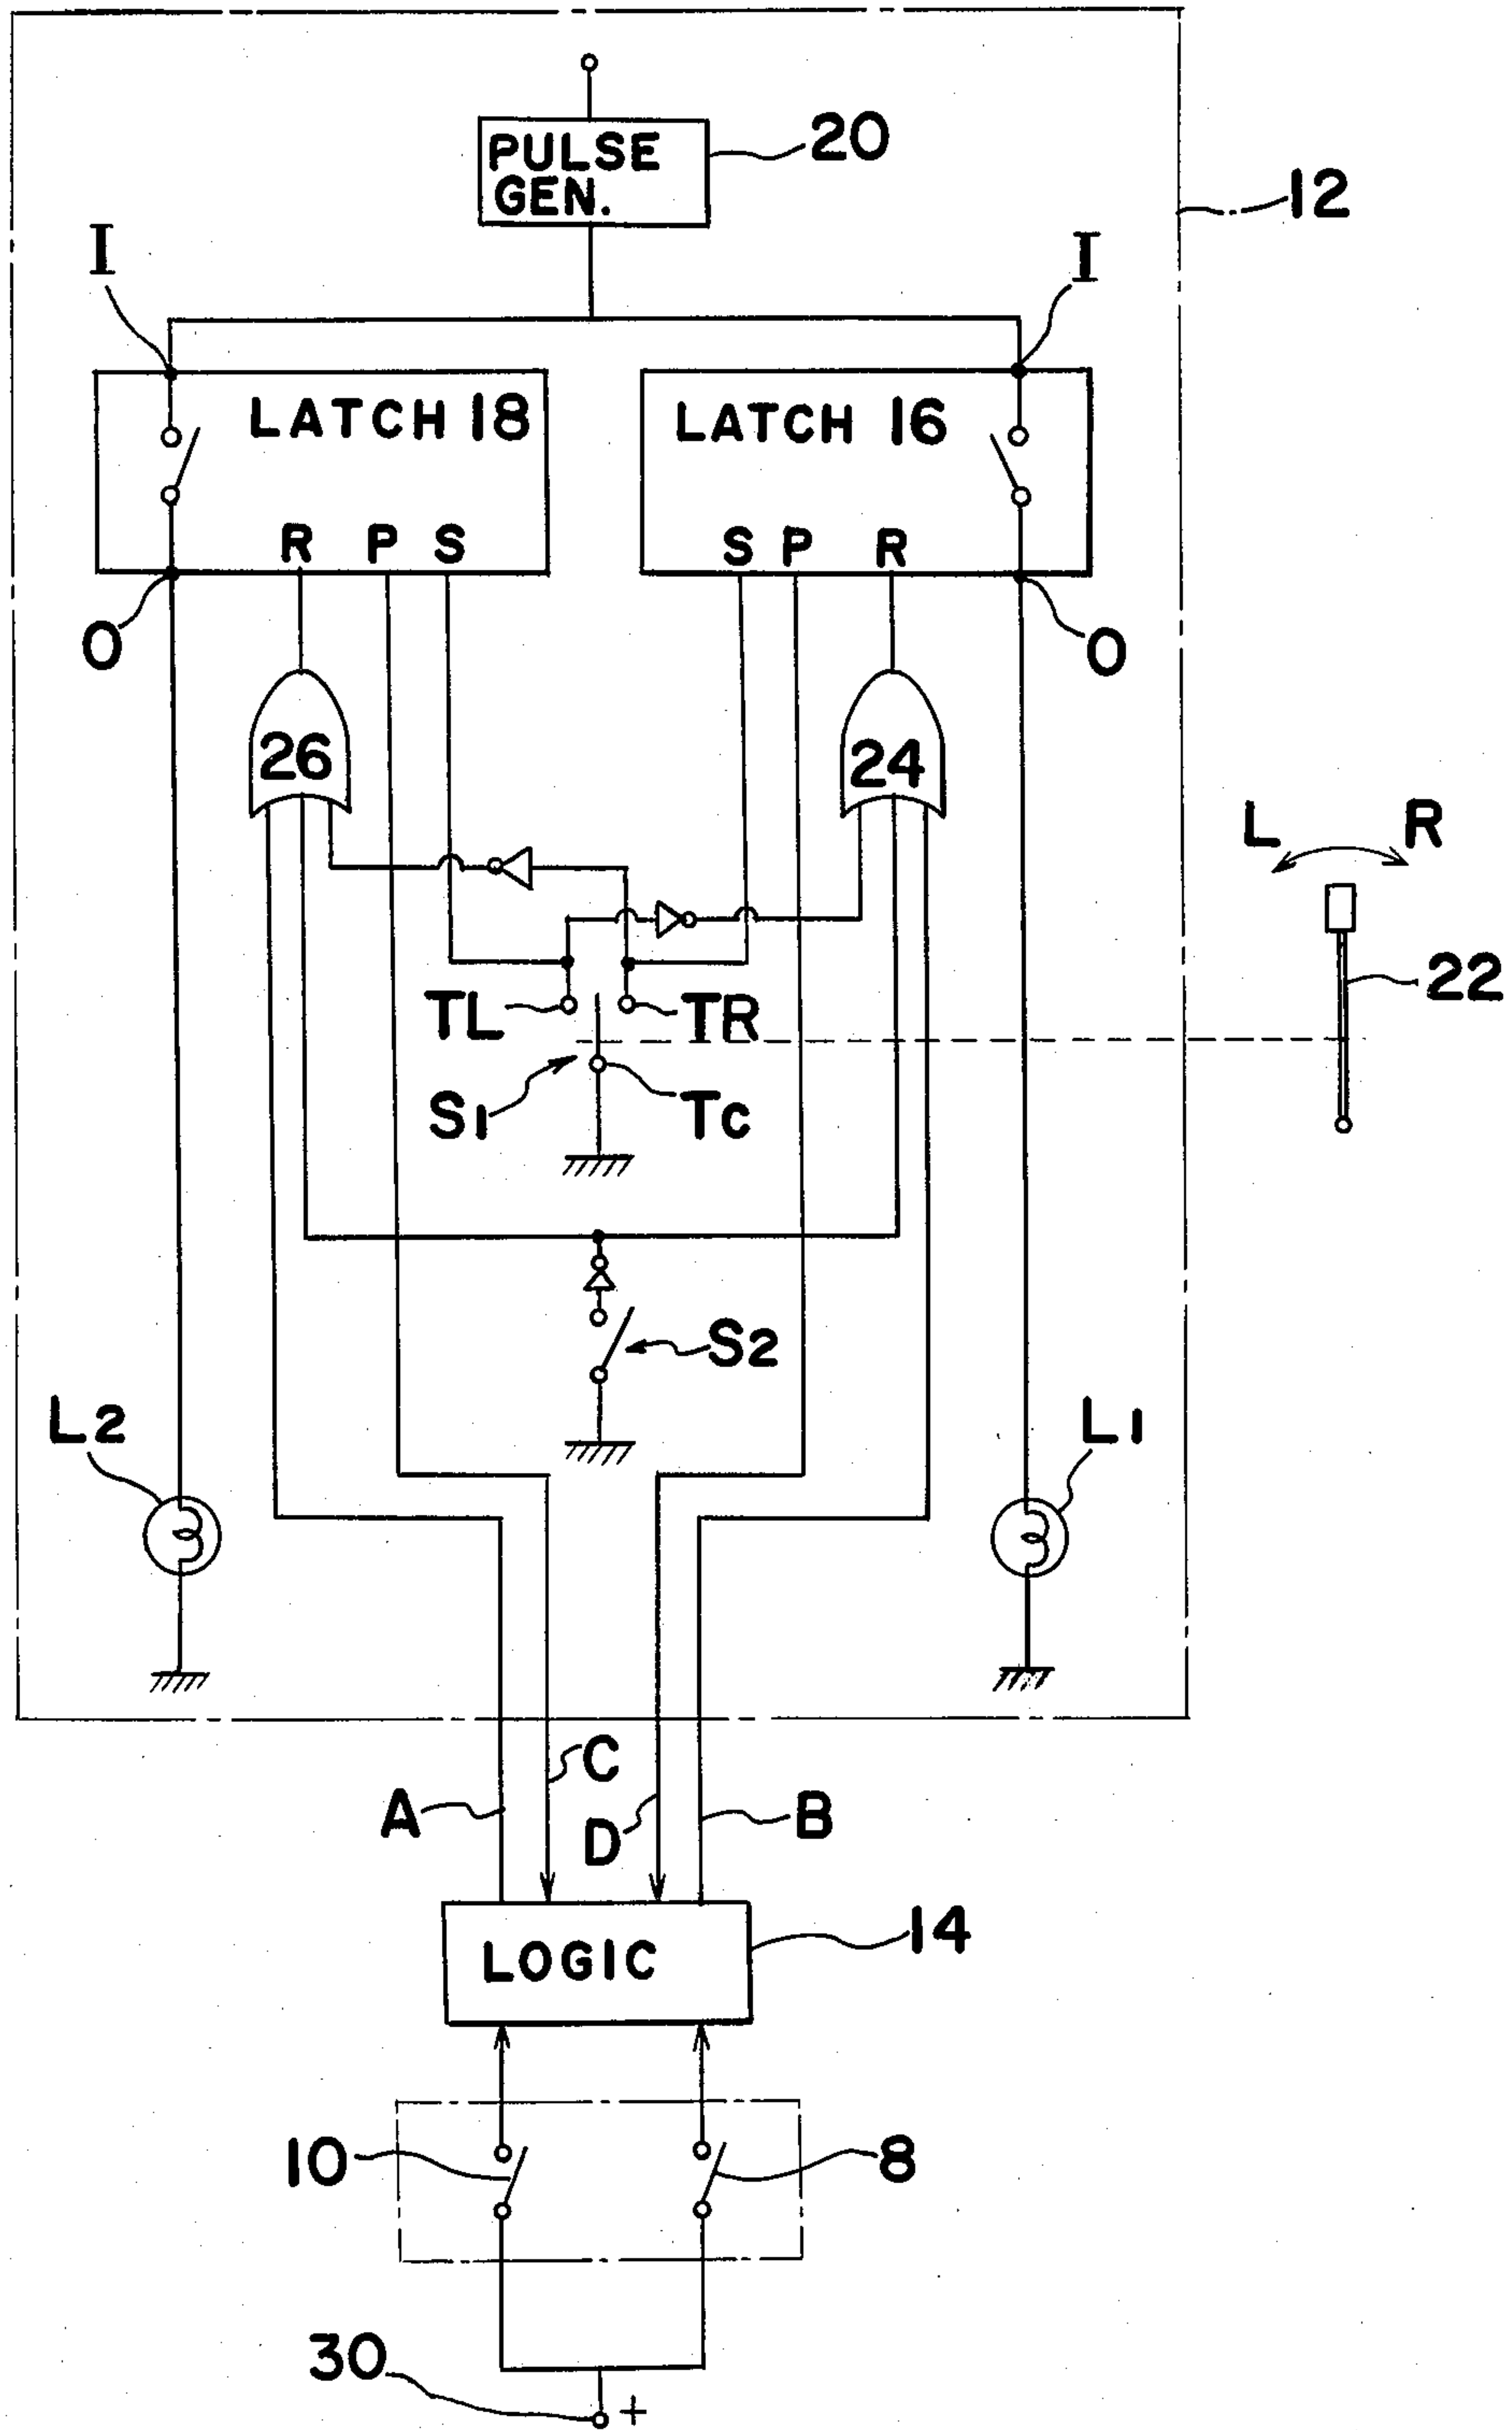 PULSE
GEN.
20
12
I
I
LATCH 18
LATCH 16
R P S
S P R
O
O
26
24
L R
TL
TR
22
S1
Tc
S2
L2
L1
C
A
D
B
LOGIC
14
10
8
30
+